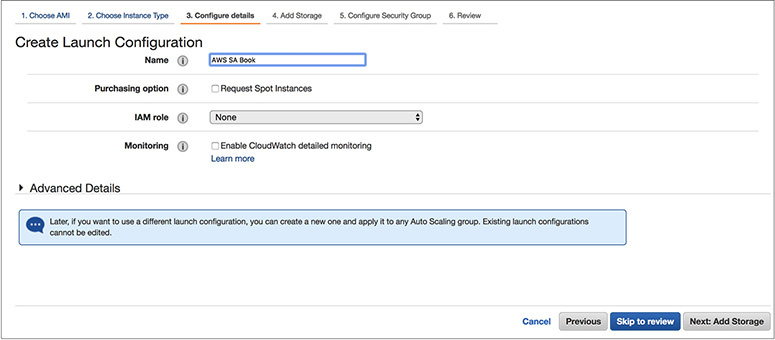 1. Choose AMI 2. Choose Instance Type 3. Configure details 4. Add Storage 5. Configure Security Group 6. Review
Create Launch Configuration
Name i AWS SA Book
Purchasing option i Request Spot Instances
IAM role i None
Monitoring i Enable CloudWatch detailed monitoring
Learn more
Advanced Details
Later, if you want to use a different launch configuration, you can create a new one and apply it to any Auto Scaling group. Existing launch configurations
cannot be edited.
Cancel Previous Skip to review Next: Add Storage